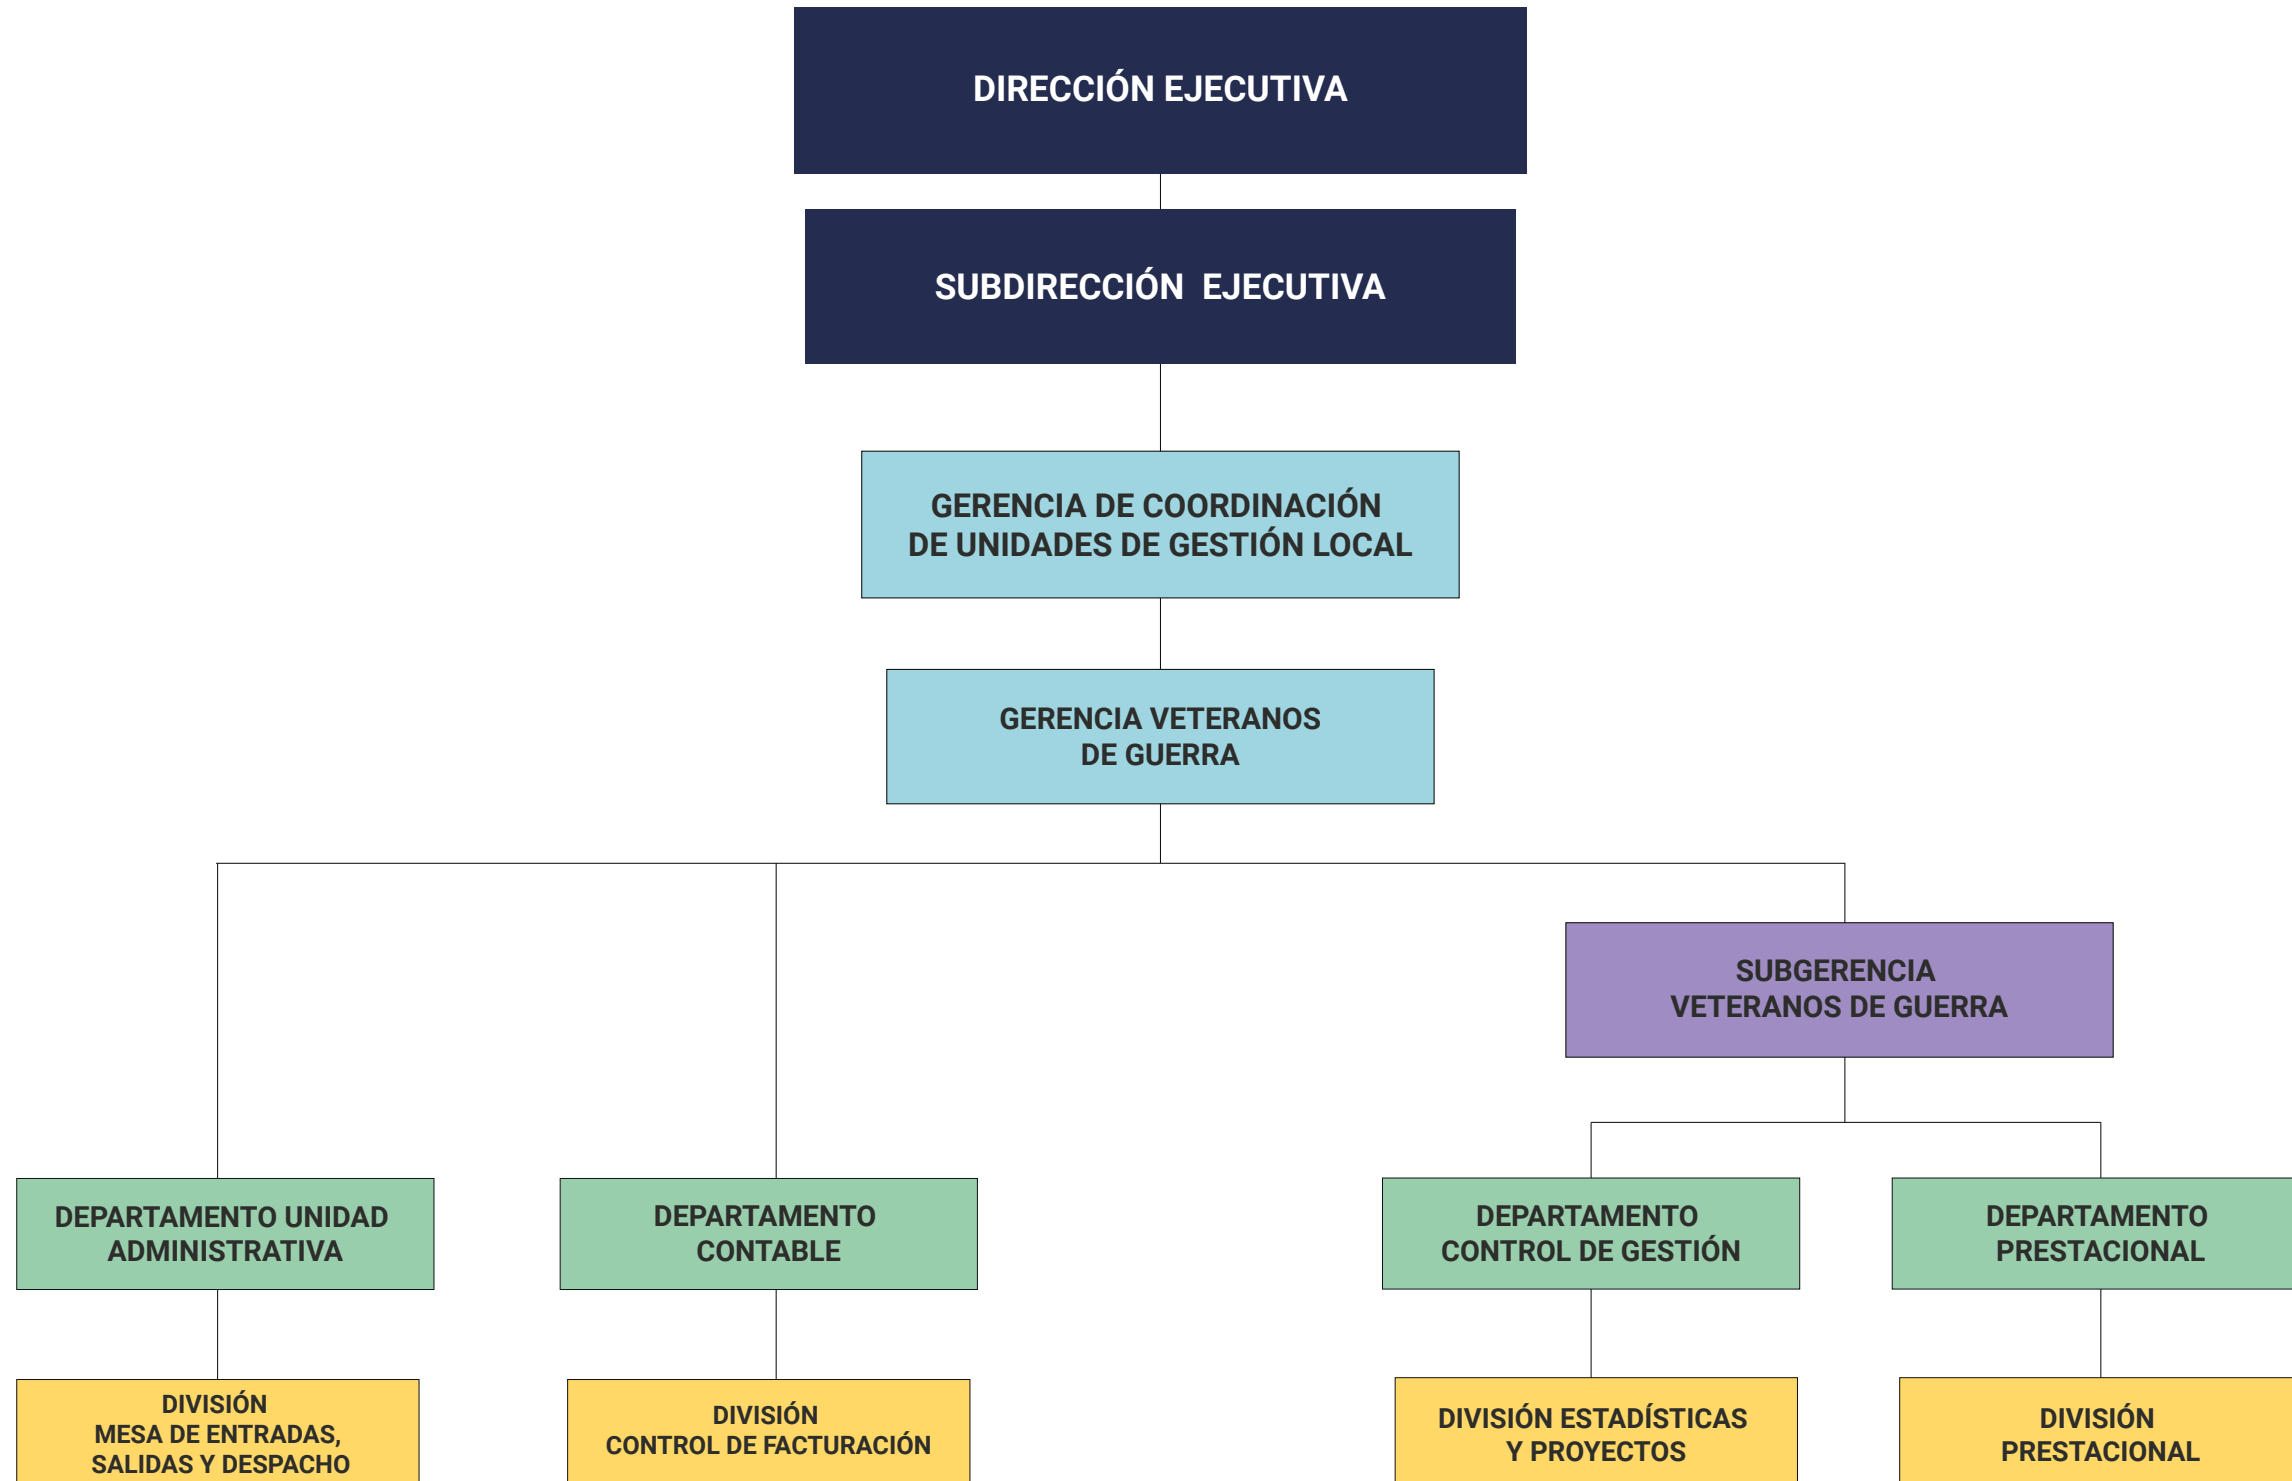 DIRECCIÓN EJECUTIVA
SUBDIRECCIÓN  EJECUTIVA
GERENCIA DE COORDINACIÓN
DE UNIDADES DE GESTIÓN LOCAL
GERENCIA VETERANOS
DE GUERRA
SUBGERENCIA
VETERANOS DE GUERRA
DEPARTAMENTO UNIDAD
ADMINISTRATIVA
DEPARTAMENTO
CONTABLE
DEPARTAMENTO
CONTROL DE GESTIÓN
DEPARTAMENTO
PRESTACIONAL
DIVISIÓN
MESA DE ENTRADAS,
SALIDAS Y DESPACHO
DIVISIÓN
CONTROL DE FACTURACIÓN
DIVISIÓN ESTADÍSTICAS
Y PROYECTOS
DIVISIÓN
PRESTACIONAL